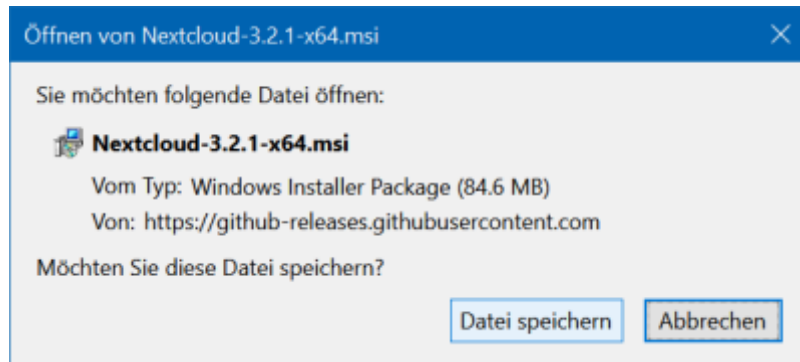 Öffnen von Nextcloud-3.2.1-x64.msi
Sie möchten folgende Datei öffnen:
Nextcloud-3.2.1-x64.msi
Vom Typ: Windows Installer Package (84.6 MB)
Von: https://github-releases.githubusercontent.com
Möchten Sie diese Datei speichern?
Datei speichern Abbrechen